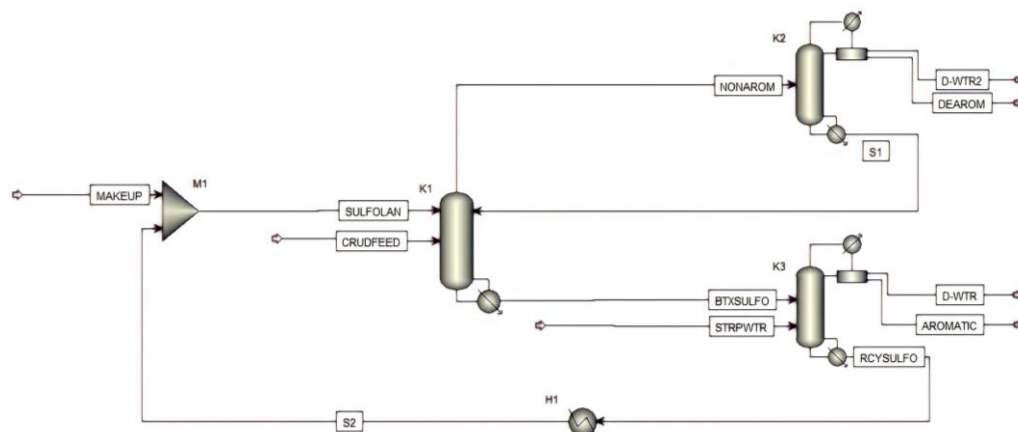 K2
NONAROM
D-WTR2
DEAROM
S1
MAKEUP
M1
SULFOLAN
K1
CRUDFEED
K3
BTXSULFO
D-WTR
STRPWTR
AROMATIC
RCYSULFO
H1
S2